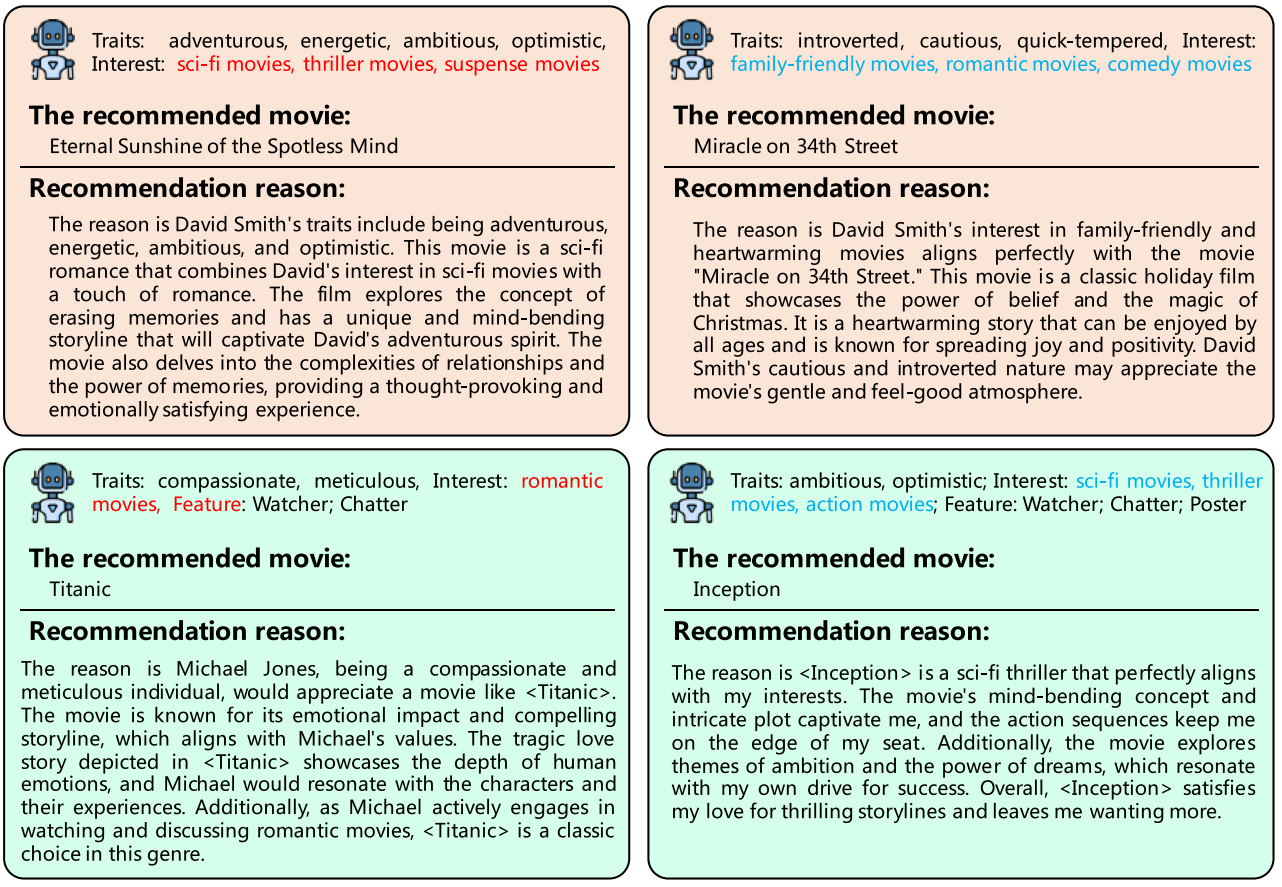 Traits: adventurous, energetic, ambitious, optimistic,
Interest: sci-fi movies, thriller movies, suspense movies
The recommended movie:
Eternal Sunshine of the Spotless Mind
Recommendation reason:
The reason is David Smith's traits include being adventurous,
energetic, ambitious, and optimistic. This movie is a sci-fi
romance that combines David's interest in sci-fi movies with
a touch of romance. The film explores the concept of
erasing memories and has a unique and mind-bending
storyline that will captivate David's adventurous spirit. The
movie also delves into the complexities of relationships and
the power of memories, providing a thought-provoking and
emotionally satisfying experience.
Traits: introverted, cautious, quick-tempered, Interest:
family-friendly movies, romantic movies, comedy movies
The recommended movie:
Miracle on 34th Street
Recommendation reason:
The reason is David Smith's interest in family-friendly and
heartwarming movies aligns perfectly with the movie
"Miracle on 34th Street." This movie is a classic holiday film
that showcases the power of belief and the magic of
Christmas. It is a heartwarming story that can be enjoyed by
all ages and is known for spreading joy and positivity. David
Smith's cautious and introverted nature may appreciate the
movie's gentle and feel-good atmosphere.
Traits: compassionate, meticulous, Interest: romantic
movies, Feature: Watcher; Chatter
The recommended movie:
Titanic
Recommendation reason:
The reason is Michael Jones, being a compassionate and
meticulous individual, would appreciate a movie like <Titanic>.
The movie is known for its emotional impact and compelling
storyline, which aligns with Michael's values. The tragic love
story depicted in <Titanic> showcases the depth of human
emotions, and Michael would resonate with the characters and
their experiences. Additionally, as Michael actively engages in
watching and discussing romantic movies, <Titanic> is a classic
choice in this genre.
Traits: ambitious, optimistic; Interest: sci-fi movies, thriller
movies, action movies; Feature: Watcher; Chatter; Poster
The recommended movie:
Inception
Recommendation reason:
The reason is <Inception> is a sci-fi thriller that perfectly aligns
with my interests. The movie's mind-bending concept and
intricate plot captivate me, and the action sequences keep me
on the edge of my seat. Additionally, the movie explores
themes of ambition and the power of dreams, which resonate
with my own drive for success. Overall, <Inception> satisfies
my love for thrilling storylines and leaves me wanting more.